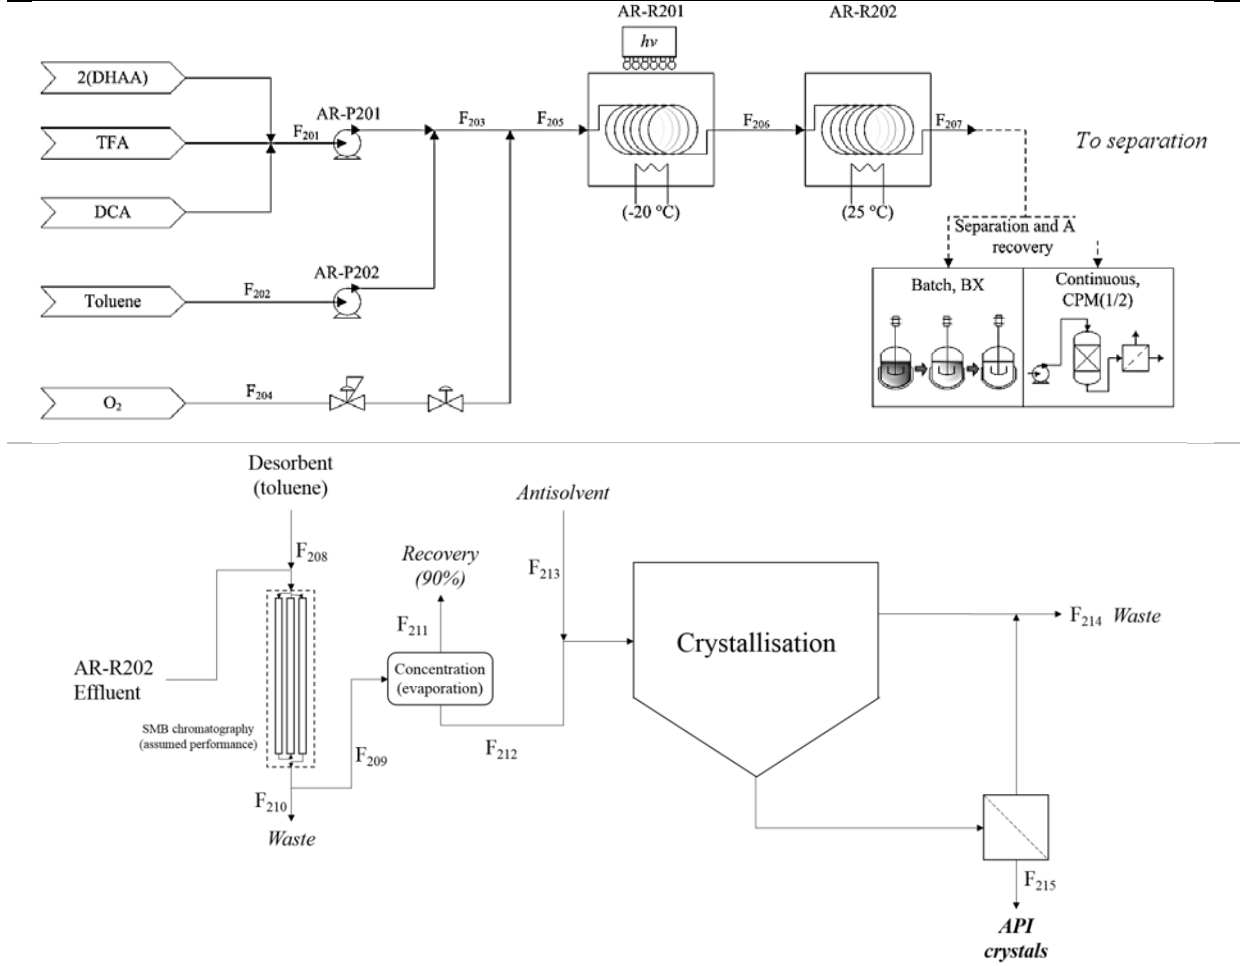 AR-R201
AR-R202
hν
2(DHAA)
TFA
DCA
Toluene
O₂
F₂₀₁
AR-P201
F₂₀₃
F₂₀₅
F₂₀₆
F₂₀₇
To separation
(-20 °C)
(25 °C)
AR-P202
F₂₀₂
F₂₀₄
Separation and A
recovery
Batch, BX
Continuous,
CPM(1/2)
Desorbent
(toluene)
F₂₀₈
AR-R202
Effluent
SMB chromatography
(assumed performance)
F₂₀₉
F₂₁₀
Waste
Recovery
(90%)
F₂₁₁
Concentration
(evaporation)
F₂₁₂
Antisolvent
F₂₁₃
Crystallisation
F₂₁₄ Waste
F₂₁₅
API
crystals